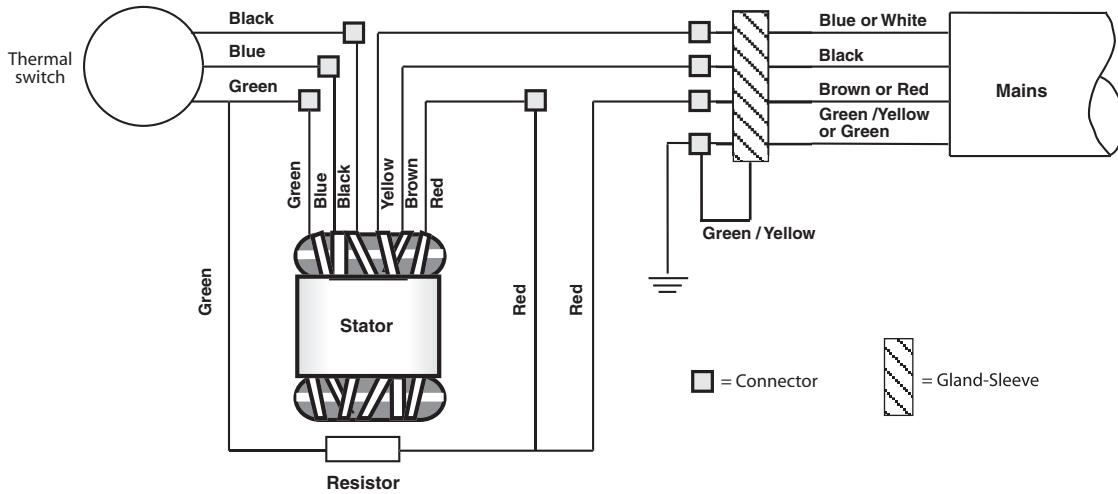 Black
Blue
Green
Thermal
switch
Blue or White
Black
Brown or Red
Green /Yellow
or Green
Mains
Green
Blue
Black
Yellow
Brown
Red
Green / Yellow
Green
Stator
Red
Red
= Connector
= Gland-Sleeve
Resistor